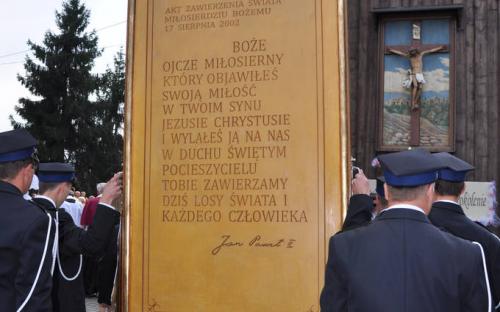 AKT ZAWIERZENIA ŚWIATA
MIŁOSIERDZIU BOŻEMU
17 SIERPNIA 2002
BOŻE
OJCZE MIŁOSIERNY
KTÓRY OBJAWIŁEŚ
SWOJĄ MIŁOŚĆ
W TWOIM SYNU
JEZUSIE CHRYSTUSIE
I WYLAŁEŚ JĄ NA NAS
W DUCHU ŚWIĘTYM
POCIESZYCIELU
TOBIE ZAWIERZAMY
DZIŚ LOSY ŚWIATA I
KAŻDEGO CZŁOWIEKA
Jan Paweł II